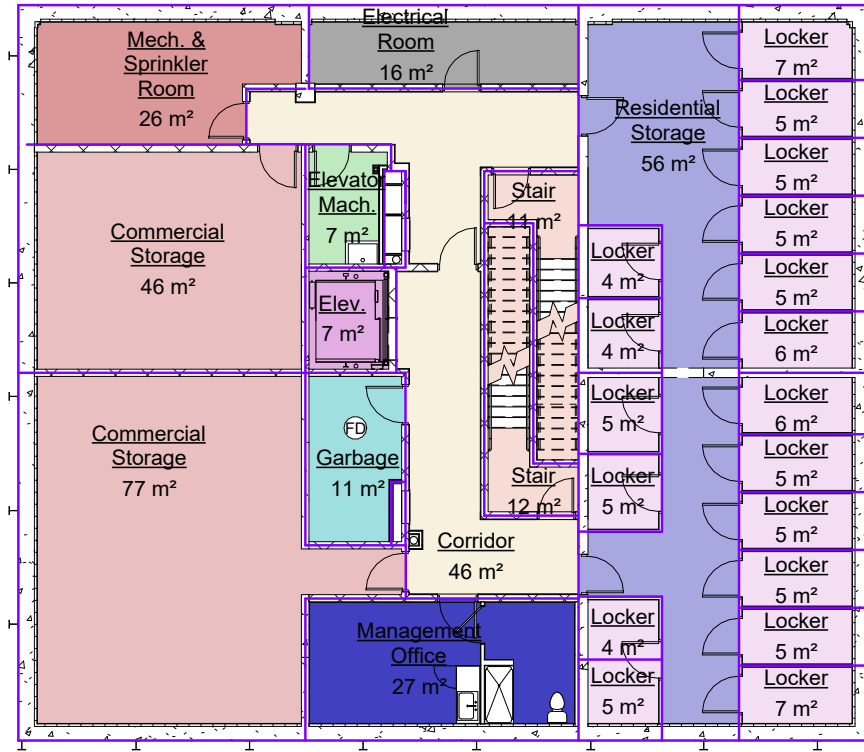 Mech. &
Sprinkler
Room
26 m²
Electrical
Room
16 m²
Residential
Storage
56 m²
Locker
7 m²
Locker
5 m²
Locker
5 m²
Locker
5 m²
Locker
5 m²
Locker
6 m²
Elevator
Mach.
7 m²
Stair
11 m²
Commercial
Storage
46 m²
Elev.
7 m²
Locker
4 m²
Locker
4 m²
Commercial
Storage
77 m²
FD
Garbage
11 m²
Stair
12 m²
Locker
5 m²
Locker
5 m²
Locker
6 m²
Locker
5 m²
Locker
5 m²
Locker
5 m²
Locker
5 m²
Locker
7 m²
Corridor
46 m²
Management
Office
27 m²
Locker
4 m²
Locker
5 m²